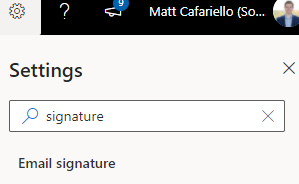 ?
9
Matt Cafariello (So...
Settings
signature
Email signature